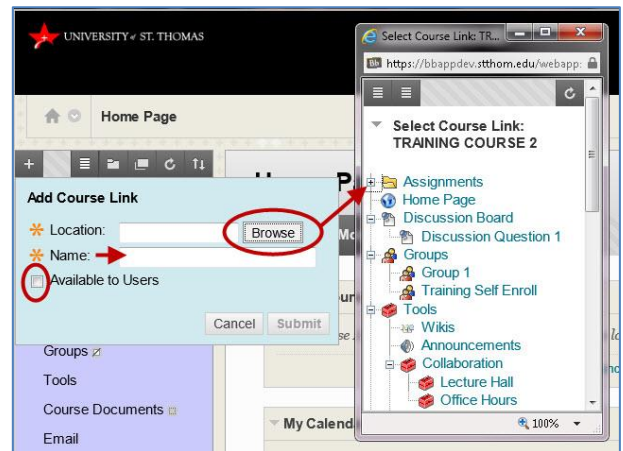 UNIVERSITY of ST. THOMAS
Home Page
Add Course Link
Location:
Browse
Name:
Available to Users
Cancel Submit
Groups
Tools
Course Documents
Email
My Calend
Select Course Link: TR...
Bb https://bbappdev.stthom.edu/webapp:
Select Course Link:
TRAINING COURSE 2
Assignments
Home Page
Discussion Board
Discussion Question 1
Groups
Group 1
Training Self Enroll
Tools
Wikis
Announcements
Collaboration
Lecture Hall
Office Hours
100%